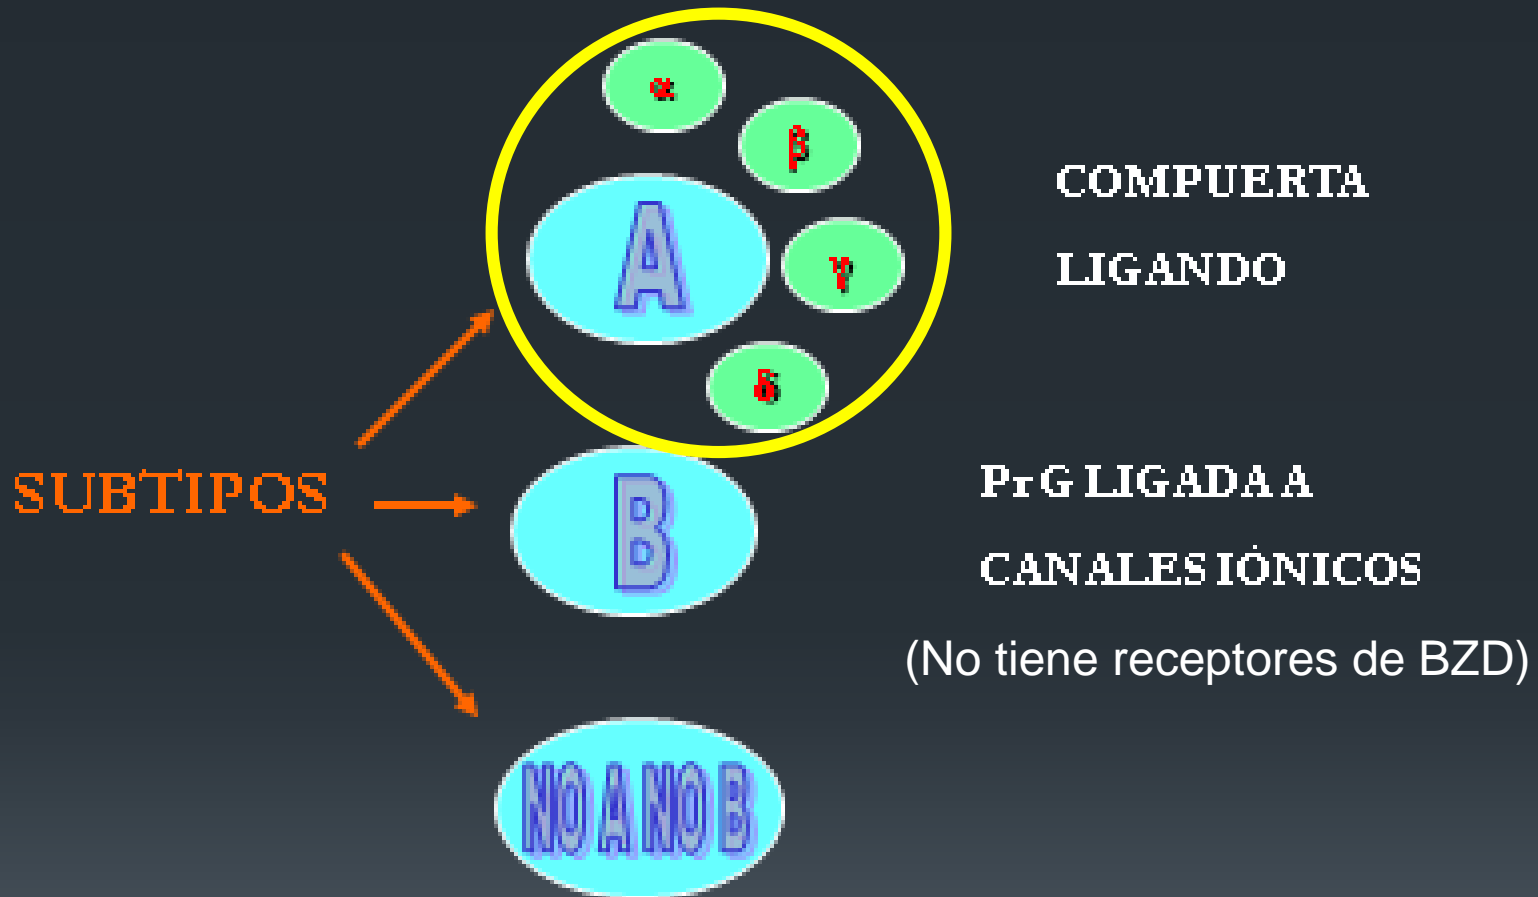 α
β
A
γ
δ
COMPUERTA
LIGANDO
SUBTIPOS
B
PrG LIGADA A
CANALES IÓNICOS
(No tiene receptores de BZD)
NO A NO B